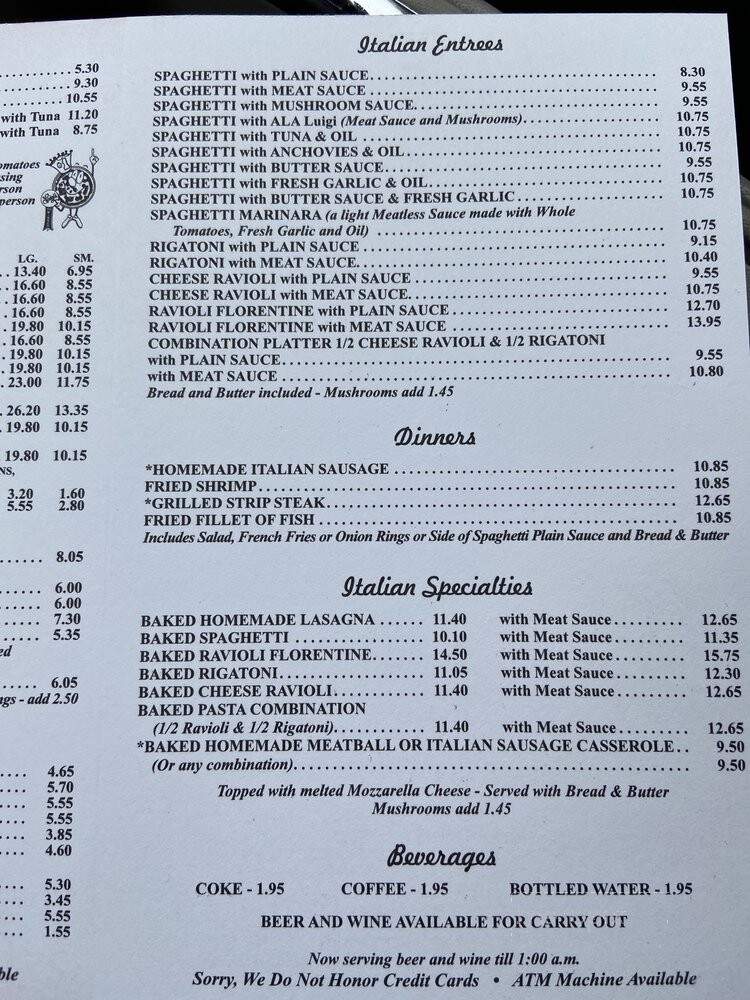 5.30
9.30
10.55
with Tuna 11.20
with Tuna 8.75
omatoes
sing
rson
person
LG. SM.
13.40 6.95
16.60 8.55
16.60 8.55
16.60 8.55
19.80 10.15
16.60 8.55
19.80 10.15
19.80 10.15
23.00 11.75
26.20 13.35
19.80 10.15
19.80 10.15
NS,
3.20 1.60
5.55 2.80
8.05
6.00
6.00
7.30
5.35
ed
6.05
ngs - add 2.50
4.65
5.70
5.55
5.55
3.85
4.60
5.30
3.45
5.55
1.55
ble
Italian Entrees
SPAGHETTI with PLAIN SAUCE 8.30
SPAGHETTI with MEAT SAUCE 9.55
SPAGHETTI with MUSHROOM SAUCE 9.55
SPAGHETTI with ALA Luigi (Meat Sauce and Mushrooms) 10.75
SPAGHETTI with TUNA & OIL 10.75
SPAGHETTI with ANCHOVIES & OIL 10.75
SPAGHETTI with BUTTER SAUCE 9.55
SPAGHETTI with FRESH GARLIC & OIL 10.75
SPAGHETTI with BUTTER SAUCE & FRESH GARLIC 10.75
SPAGHETTI MARINARA (a light Meatless Sauce made with Whole
Tomatoes, Fresh Garlic and Oil) 10.75
RIGATONI with PLAIN SAUCE 9.15
RIGATONI with MEAT SAUCE 10.40
CHEESE RAVIOLI with PLAIN SAUCE 9.55
CHEESE RAVIOLI with MEAT SAUCE 10.75
RAVIOLI FLORENTINE with PLAIN SAUCE 12.70
RAVIOLI FLORENTINE with MEAT SAUCE 13.95
COMBINATION PLATTER 1/2 CHEESE RAVIOLI & 1/2 RIGATONI
with PLAIN SAUCE 9.55
with MEAT SAUCE 10.80
Bread and Butter included - Mushrooms add 1.45
Dinners
*HOMEMADE ITALIAN SAUSAGE 10.85
FRIED SHRIMP 10.85
*GRILLED STRIP STEAK 12.65
FRIED FILLET OF FISH 10.85
Includes Salad, French Fries or Onion Rings or Side of Spaghetti Plain Sauce and Bread & Butter
Italian Specialties
BAKED HOMEMADE LASAGNA 11.40 with Meat Sauce 12.65
BAKED SPAGHETTI 10.10 with Meat Sauce 11.35
BAKED RAVIOLI FLORENTINE 14.50 with Meat Sauce 15.75
BAKED RIGATONI 11.05 with Meat Sauce 12.30
BAKED CHEESE RAVIOLI 11.40 with Meat Sauce 12.65
BAKED PASTA COMBINATION
(1/2 Ravioli & 1/2 Rigatoni) 11.40 with Meat Sauce 12.65
*BAKED HOMEMADE MEATBALL OR ITALIAN SAUSAGE CASSEROLE 9.50
(Or any combination) 9.50
Topped with melted Mozzarella Cheese - Served with Bread & Butter
Mushrooms add 1.45
Beverages
COKE - 1.95 COFFEE - 1.95 BOTTLED WATER - 1.95
BEER AND WINE AVAILABLE FOR CARRY OUT
Now serving beer and wine till 1:00 a.m.
Sorry, We Do Not Honor Credit Cards • ATM Machine Available